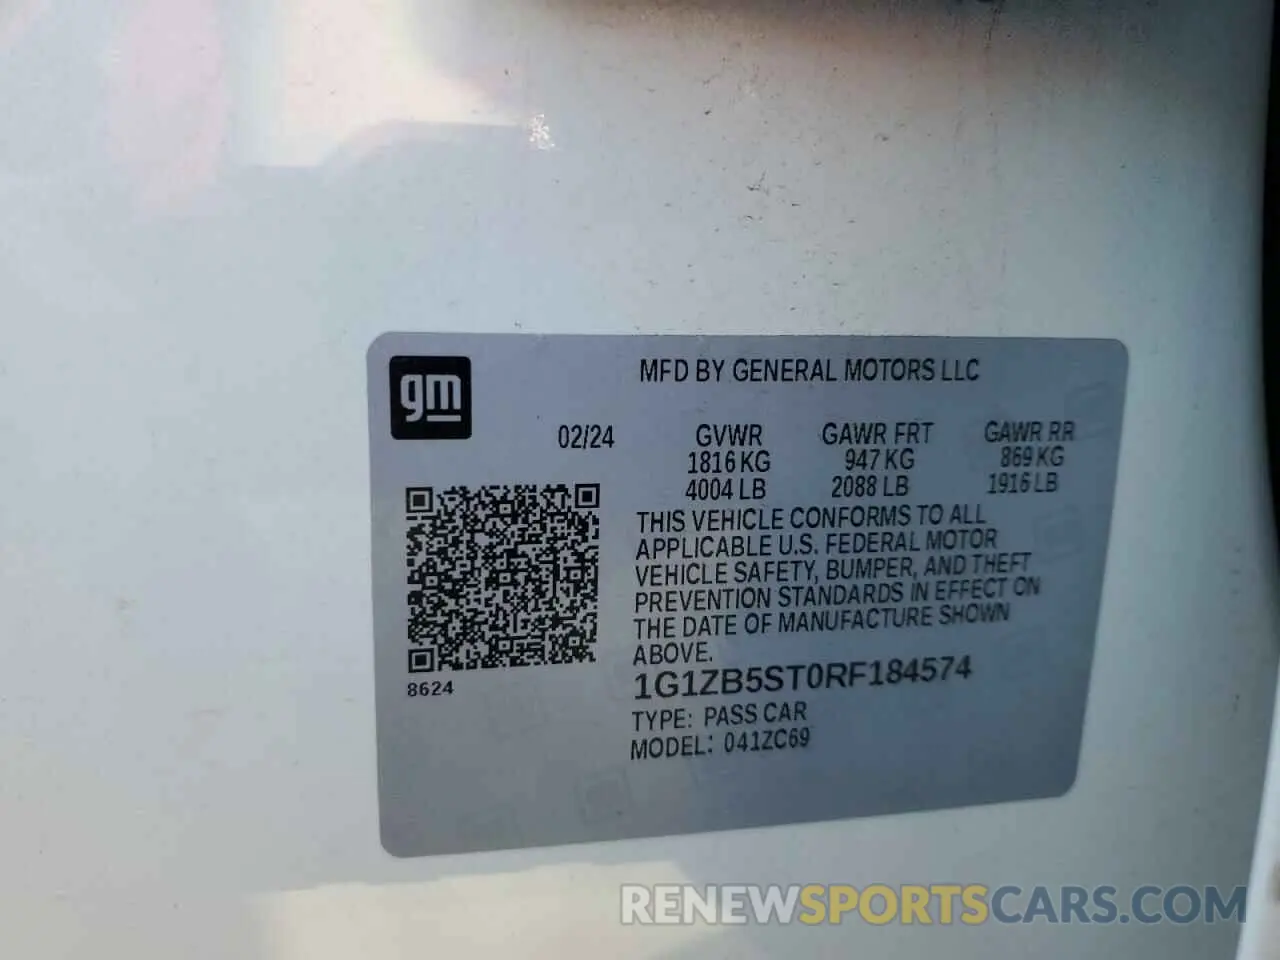 gm
MFD BY GENERAL MOTORS LLC
02/24 GVWR GAWR FRT GAWR RR
1816 KG 947 KG 869 KG
4004 LB 2088 LB 1916 LB
THIS VEHICLE CONFORMS TO ALL
APPLICABLE U.S. FEDERAL MOTOR
VEHICLE SAFETY, BUMPER, AND THEFT
PREVENTION STANDARDS IN EFFECT ON
THE DATE OF MANUFACTURE SHOWN
ABOVE.
8624
1G1ZB5ST0RF184574
TYPE: PASS CAR
MODEL: 041ZC69
RENEWSPORTSCARS.COM